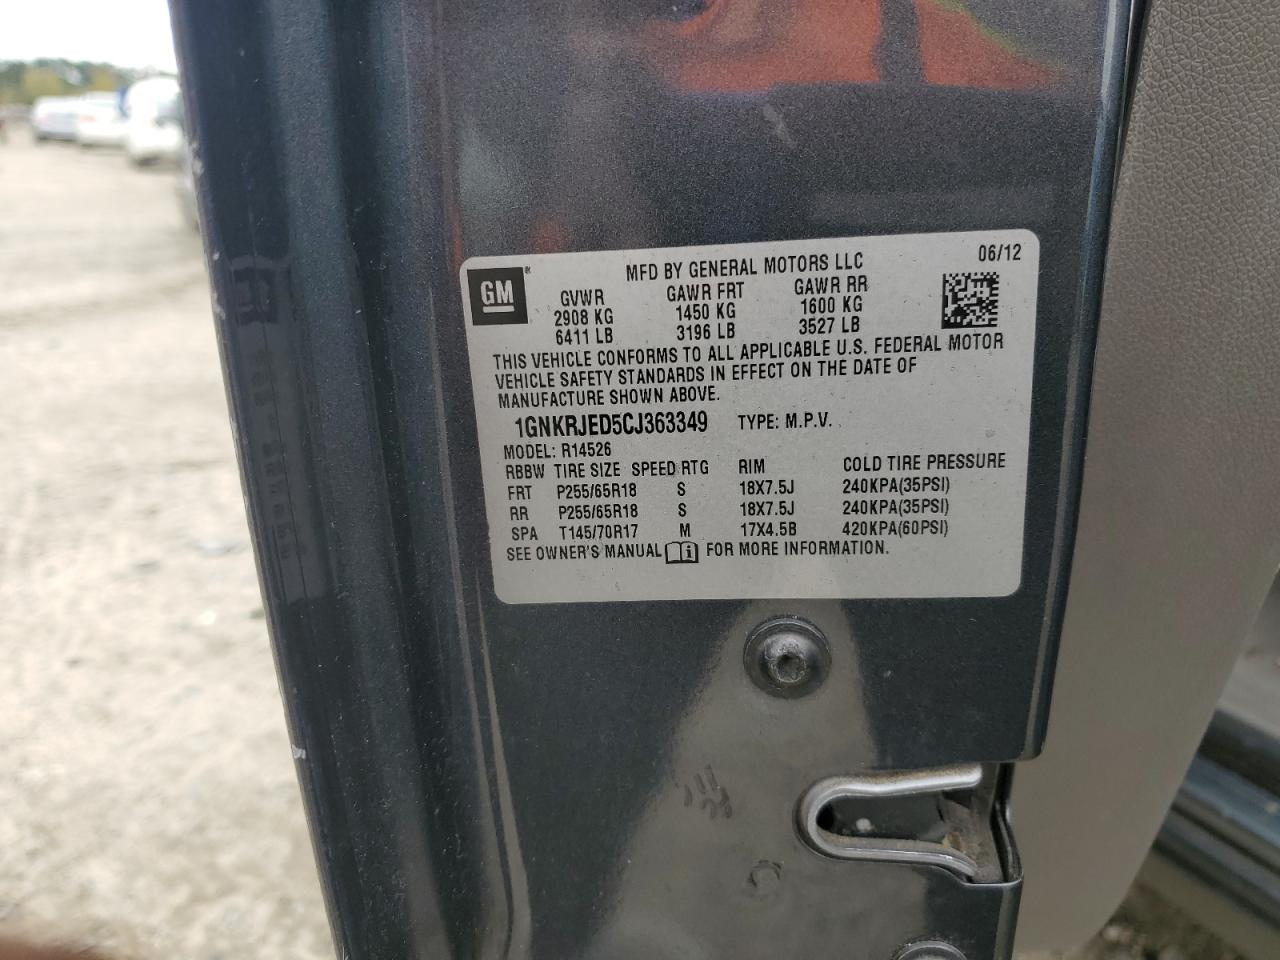 GM
MFD BY GENERAL MOTORS LLC 06/12
GVWR GAWR FRT GAWR RR
2908 KG 1450 KG 1600 KG
6411 LB 3196 LB 3527 LB
THIS VEHICLE CONFORMS TO ALL APPLICABLE U.S. FEDERAL MOTOR
VEHICLE SAFETY STANDARDS IN EFFECT ON THE DATE OF
MANUFACTURE SHOWN ABOVE.
1GNKRJED5CJ363349 TYPE: M.P.V.
MODEL: R14526
RBBW TIRE SIZE SPEED RTG RIM COLD TIRE PRESSURE
FRT P255/65R18 S 18X7.5J 240KPA(35PSI)
RR P255/65R18 S 18X7.5J 240KPA(35PSI)
SPA T145/70R17 M 17X4.5B 420KPA(60PSI)
SEE OWNER'S MANUAL FOR MORE INFORMATION.